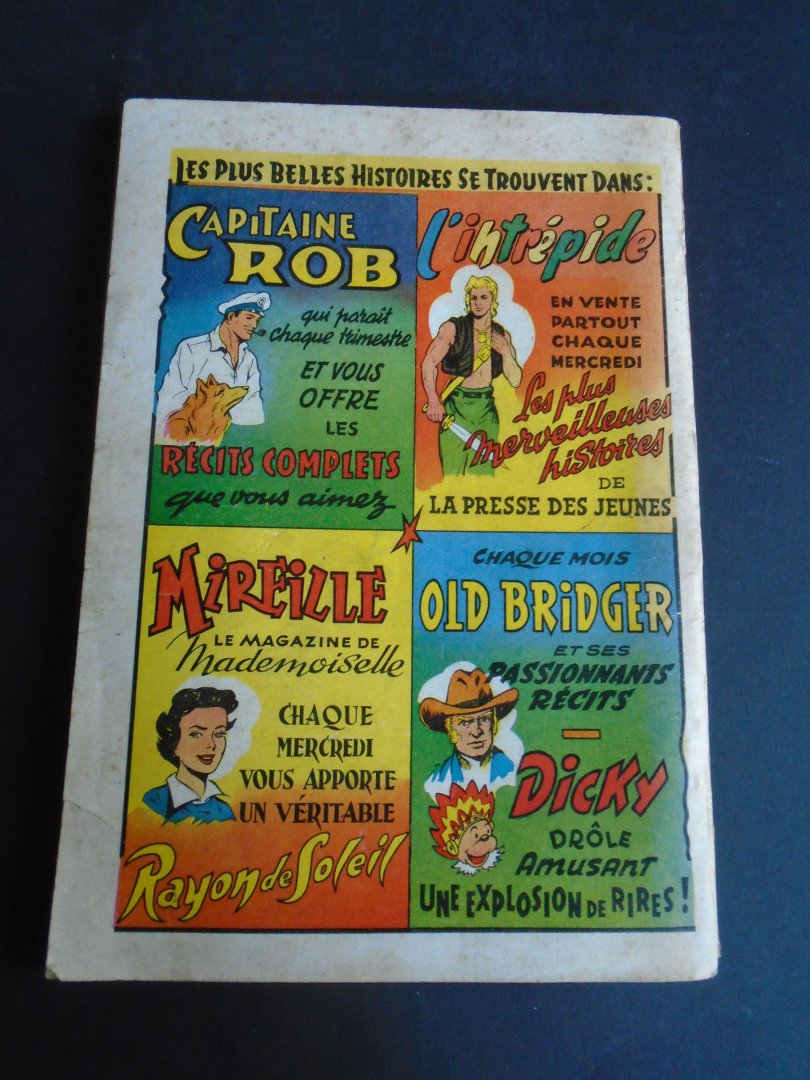 LES PLUS BELLES HISTOIRES SE TROUVENT DANS:
CAPITAINE
ROB
qui paraît
chaque trimestre
ET VOUS
OFFRE
LES
RÉCITS COMPLETS
que vous aimez
l'intrépide
EN VENTE
PARTOUT
CHAQUE
MERCREDI
Les plus
merveilleuses
histoires
DE
LA PRESSE DES JEUNES
MIREILLE
LE MAGAZINE DE
Mademoiselle
CHAQUE
MERCREDI
VOUS APPORTE
UN VÉRITABLE
Rayon de Soleil
CHAQUE MOIS
OLD BRIDGER
ET SES
PASSIONNANTS
RÉCITS
—
DICKY
DRÔLE
AMUSANT
UNE EXPLOSION DE RIRES !